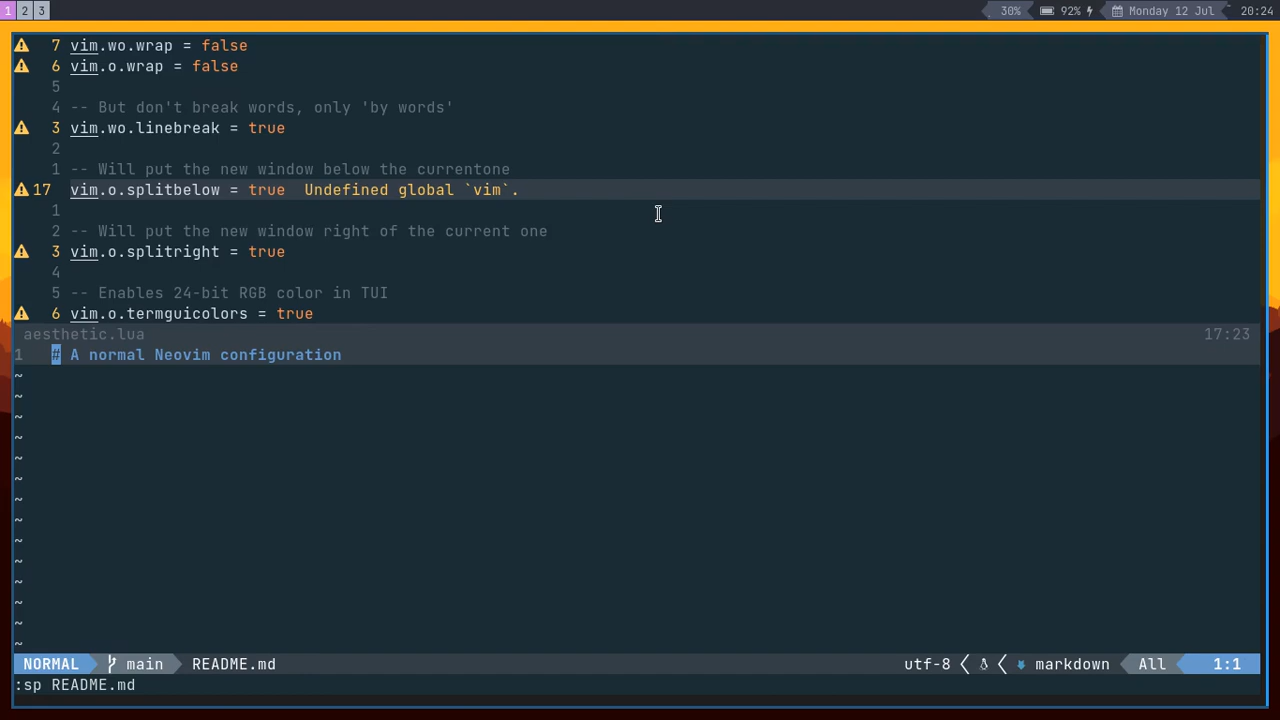 1 2 3 30% 92% Monday 12 Jul 20:24
7 vim.wo.wrap = false
6 vim.o.wrap = false
5
4 -- But don't break words, only 'by words'
3 vim.wo.linebreak = true
2
1 -- Will put the new window below the currentone
17 vim.o.splitbelow = true  Undefined global `vim`.
1
2 -- Will put the new window right of the current one
3 vim.o.splitright = true
4
5 -- Enables 24-bit RGB color in TUI
6 vim.o.termguicolors = true
aesthetic.lua 17:23
1 # A normal Neovim configuration
~
~
~
~
~
~
~
~
~
~
~
~
~
~
NORMAL main README.md utf-8 markdown All 1:1
:sp README.md